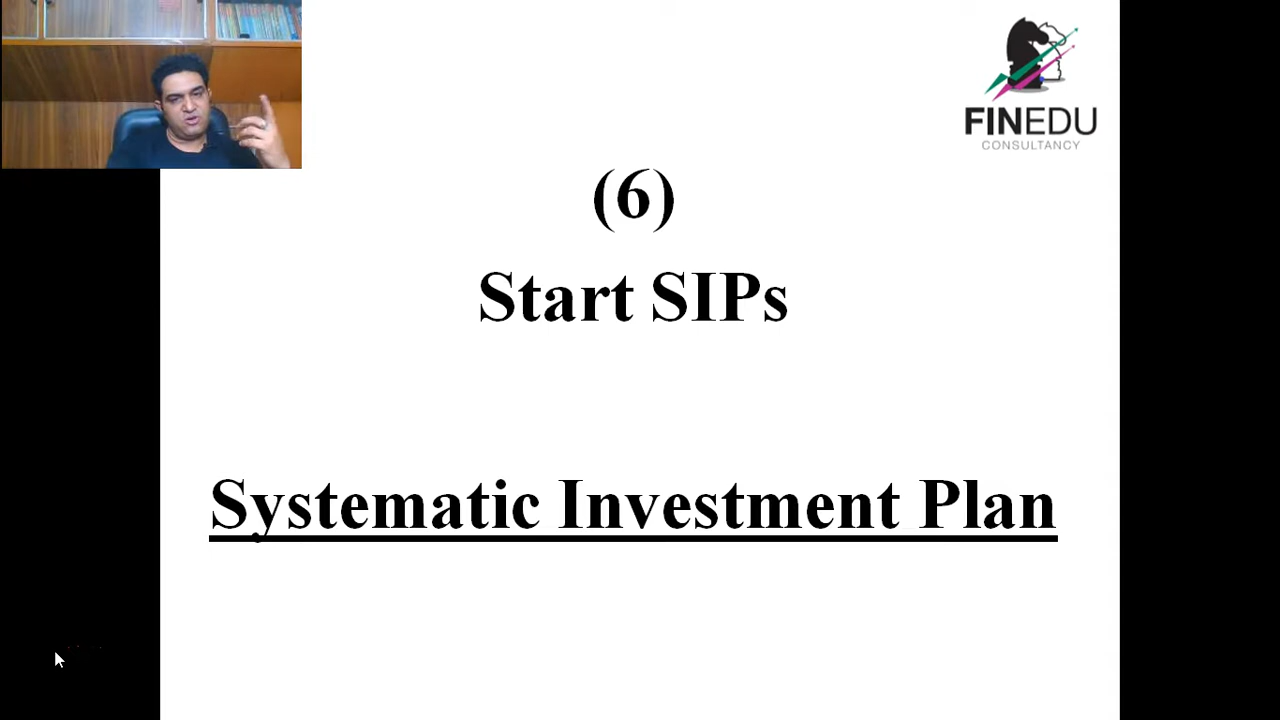 FINEDU
CONSULTANCY
(6)
Start SIPs
Systematic Investment Plan